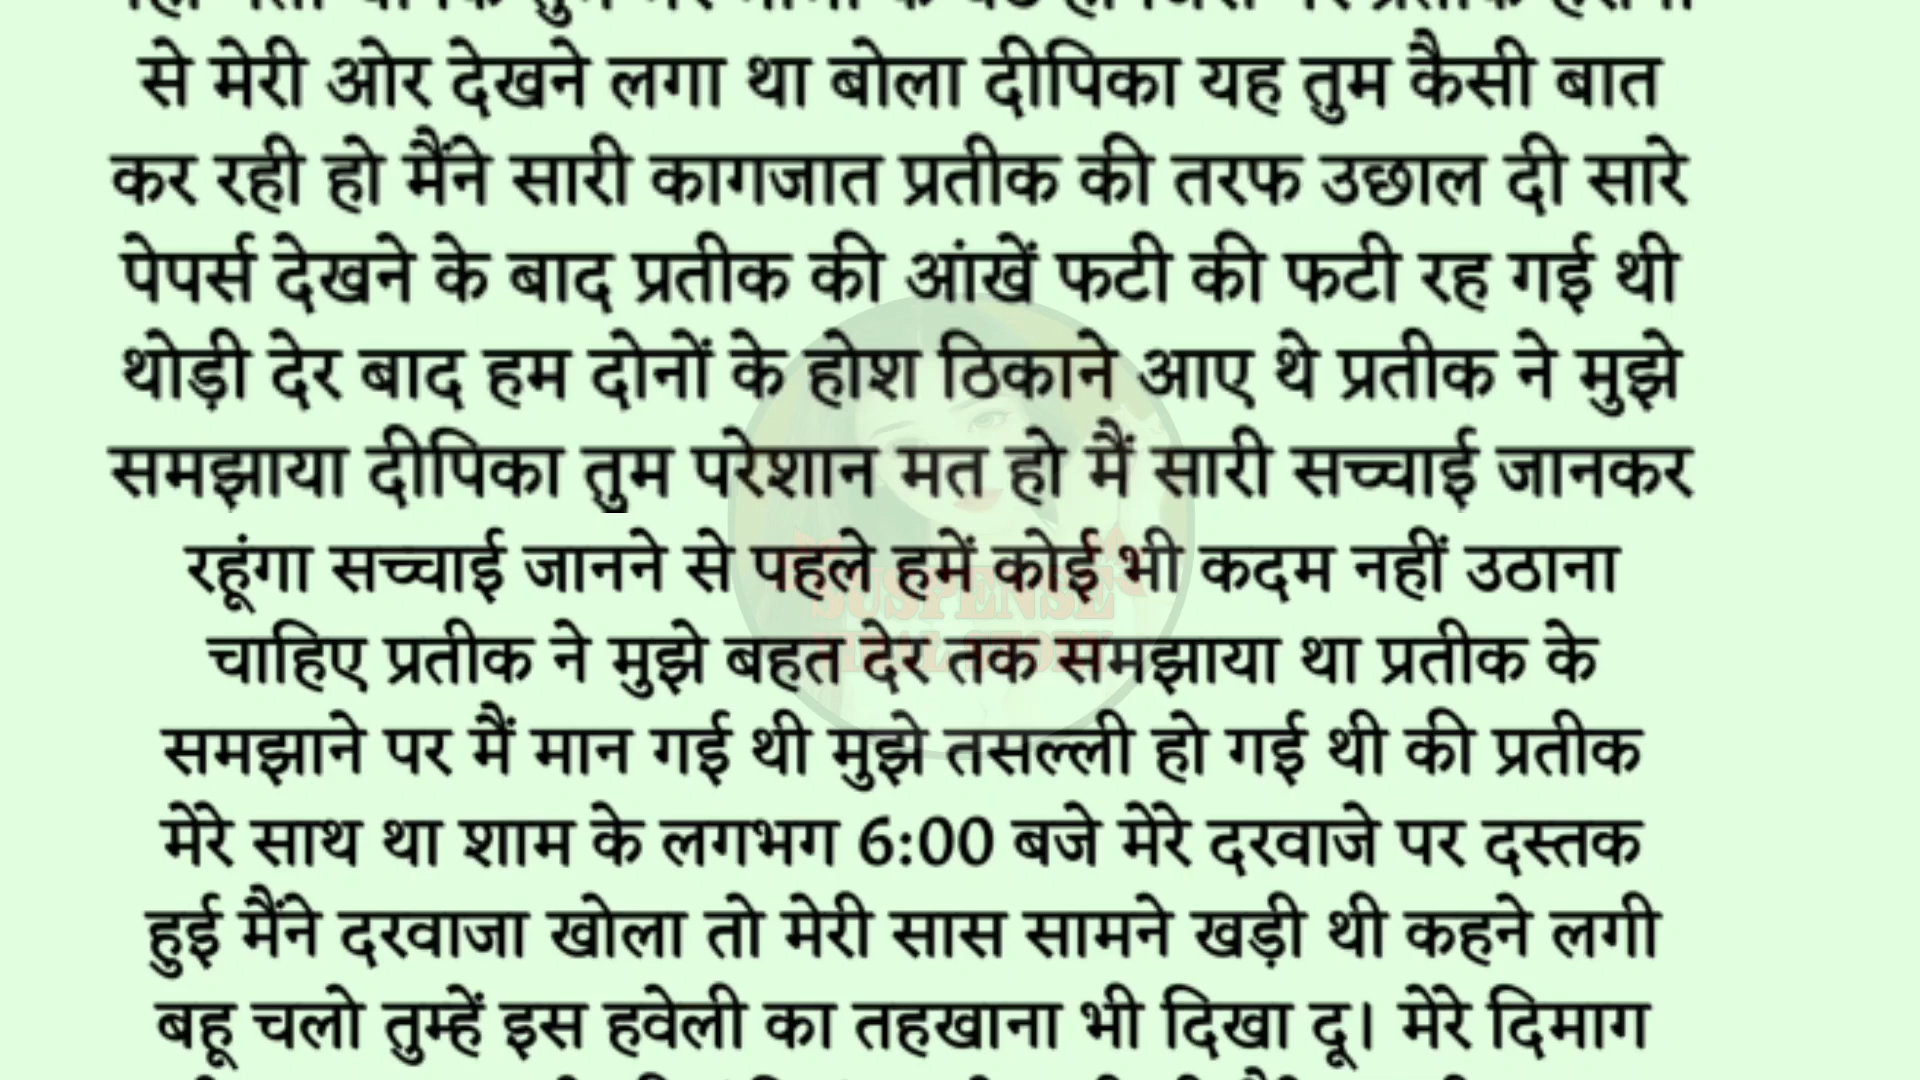 से मेरी ओर देखने लगा था बोला दीपिका यह तुम कैसी बात
कर रही हो मैंने सारी कागजात प्रतीक की तरफ उछाल दी सारे
पेपर्स देखने के बाद प्रतीक की आंखें फटी की फटी रह गई थी
थोड़ी देर बाद हम दोनों के होश ठिकाने आए थे प्रतीक ने मुझे
समझाया दीपिका तुम परेशान मत हो मैं सारी सच्चाई जानकर
रहूंगा सच्चाई जानने से पहले हमें कोई भी कदम नहीं उठाना
चाहिए प्रतीक ने मुझे बहत देर तक समझाया था प्रतीक के
समझाने पर मैं मान गई थी मुझे तसल्ली हो गई थी की प्रतीक
मेरे साथ था शाम के लगभग 6:00 बजे मेरे दरवाजे पर दस्तक
हुई मैंने दरवाजा खोला तो मेरी सास सामने खड़ी थी कहने लगी
बहू चलो तुम्हें इस हवेली का तहखाना भी दिखा दू। मेरे दिमाग
SUSPENSE
VIRAL STORY